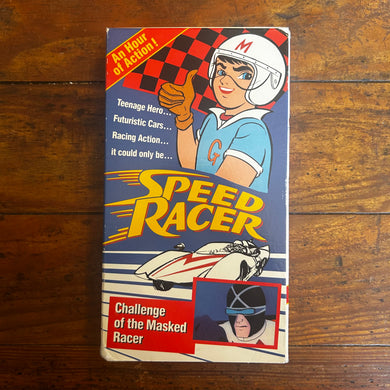 An Hour
of Action!
M
Teenage Hero...
Futuristic Cars...
Racing Action...
it could only be...
G
SPEED
RACER
M
Challenge
of the Masked
Racer